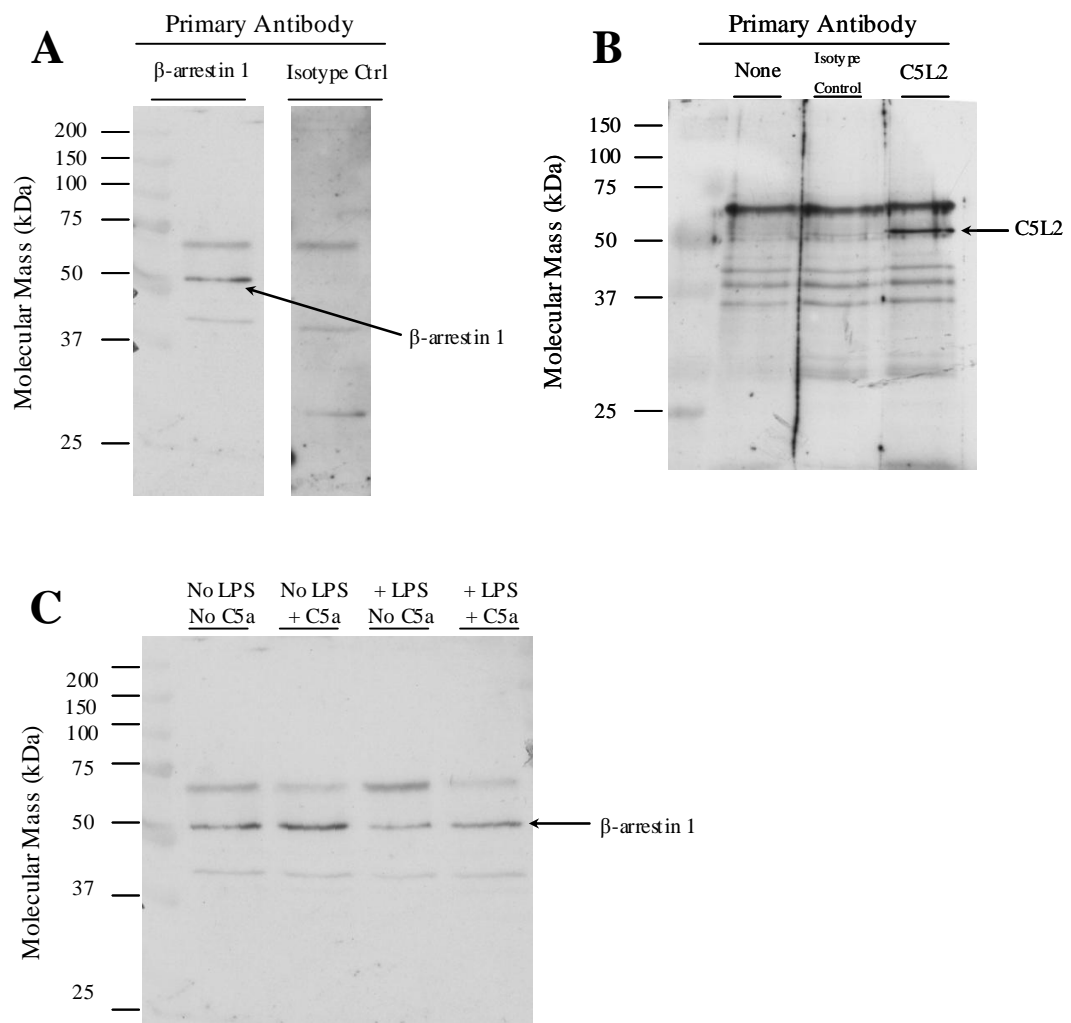 A
Primary Antibody
β-arrestin 1
Isotype Ctrl
Molecular Mass (kDa)
200
150
100
75
50
37
25
β-arrestin 1
B
Primary Antibody
None
Isotype
Control
C5L2
Molecular Mass (kDa)
150
100
75
50
37
25
C5L2
C
No LPS
No C5a
No LPS
+ C5a
+ LPS
No C5a
+ LPS
+ C5a
Molecular Mass (kDa)
200
150
100
75
50
37
25
β-arrestin 1